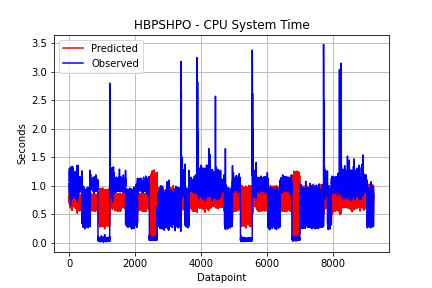 HBPSHPO - CPU System Time
Predicted
Observed
3.5
3.0
2.5
2.0
1.5
1.0
0.5
0.0
Seconds
0
2000
4000
6000
8000
Datapoint